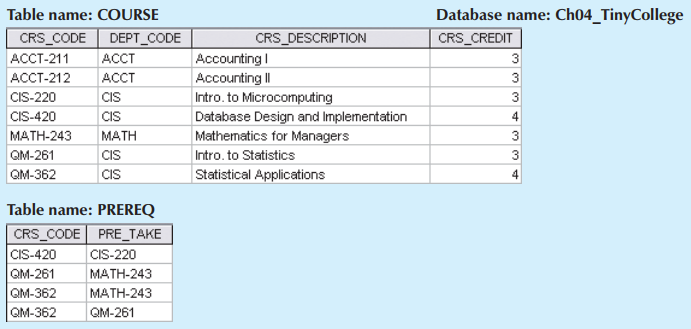 Table name: COURSE Database name: Ch04_TinyCollege
CRS_CODE DEPT_CODE CRS_DESCRIPTION CRS_CREDIT
ACCT-211 ACCT Accounting I 3
ACCT-212 ACCT Accounting II 3
CIS-220 CIS Intro. to Microcomputing 3
CIS-420 CIS Database Design and Implementation 4
MATH-243 MATH Mathematics for Managers 3
QM-261 CIS Intro. to Statistics 3
QM-362 CIS Statistical Applications 4
Table name: PREREQ
CRS_CODE PRE_TAKE
CIS-420 CIS-220
QM-261 MATH-243
QM-362 MATH-243
QM-362 QM-261